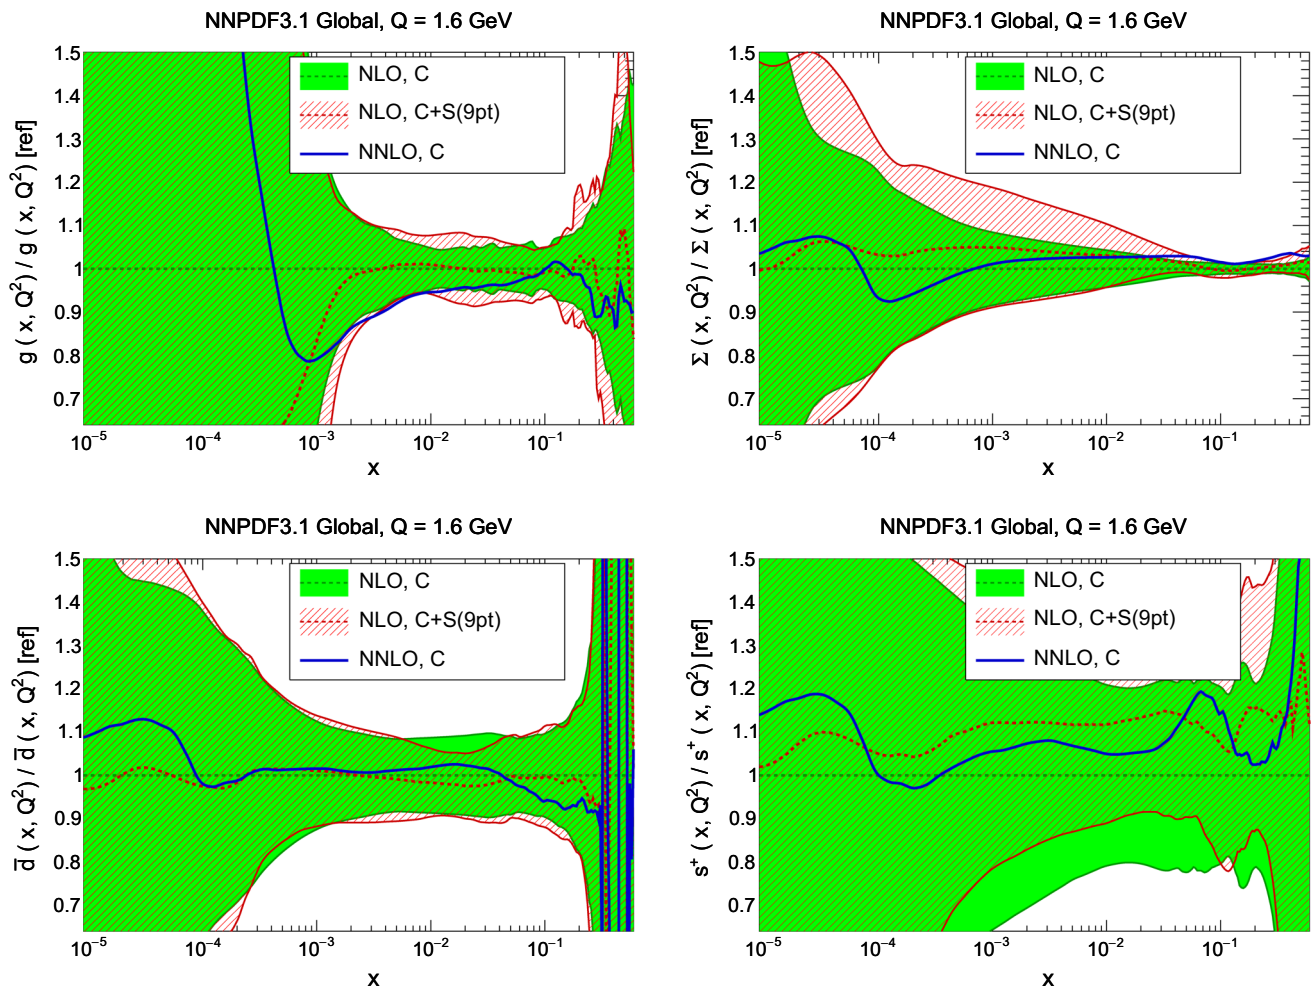 NNPDF3.1 Global, Q = 1.6 GeV
g ( x, Q²) / g ( x, Q²) [ref]
1.5
1.4
1.3
1.2
1.1
1
0.9
0.8
0.7
NLO, C
NLO, C+S(9pt)
NNLO, C
10⁻⁵ 10⁻⁴ 10⁻³ 10⁻² 10⁻¹
x
NNPDF3.1 Global, Q = 1.6 GeV
Σ ( x, Q²) / Σ ( x, Q²) [ref]
1.5
1.4
1.3
1.2
1.1
1
0.9
0.8
0.7
NLO, C
NLO, C+S(9pt)
NNLO, C
10⁻⁵ 10⁻⁴ 10⁻³ 10⁻² 10⁻¹
x
NNPDF3.1 Global, Q = 1.6 GeV
d̅ ( x, Q²) / d̅ ( x, Q²) [ref]
1.5
1.4
1.3
1.2
1.1
1
0.9
0.8
0.7
NLO, C
NLO, C+S(9pt)
NNLO, C
10⁻⁵ 10⁻⁴ 10⁻³ 10⁻² 10⁻¹
x
NNPDF3.1 Global, Q = 1.6 GeV
s⁺ ( x, Q²) / s⁺ ( x, Q²) [ref]
1.5
1.4
1.3
1.2
1.1
1
0.9
0.8
0.7
NLO, C
NLO, C+S(9pt)
NNLO, C
10⁻⁵ 10⁻⁴ 10⁻³ 10⁻² 10⁻¹
x